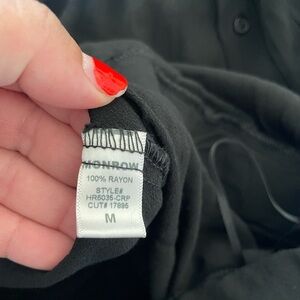 MONROW
100% RAYON
STYLE#
HR5035-CRP
CUT# 17895
M